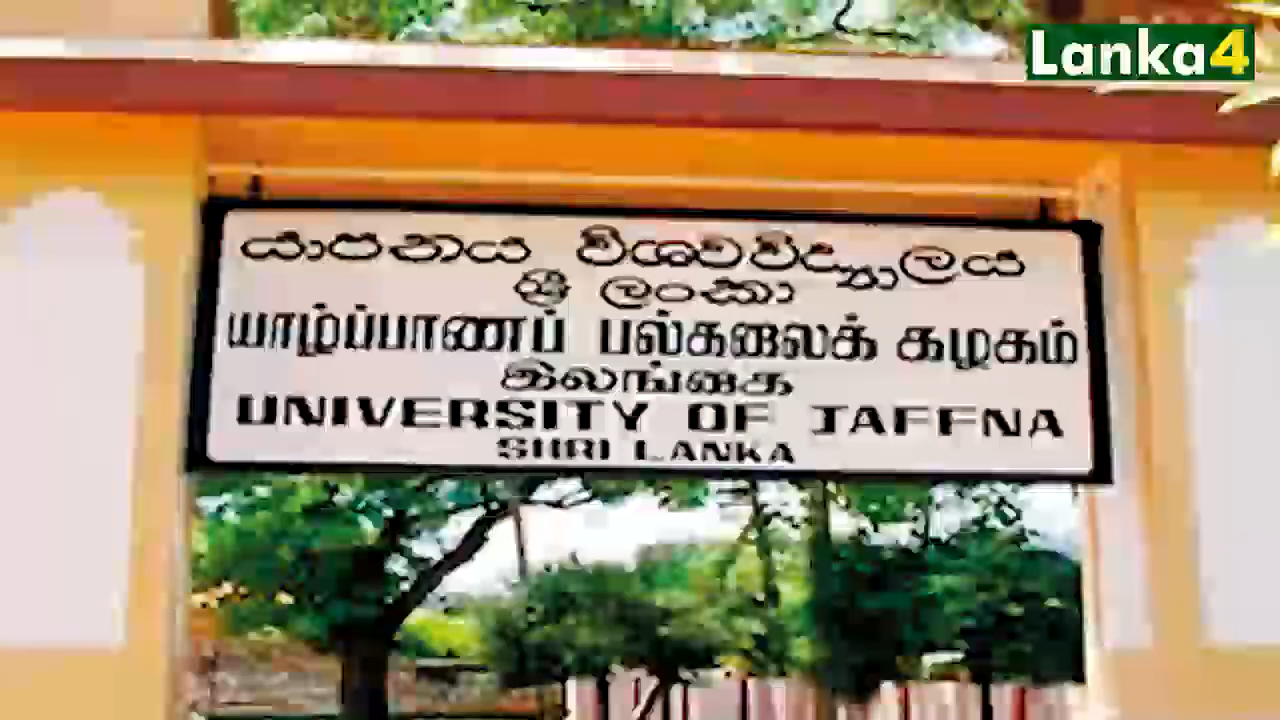 Lanka4
යාපනය විශ්වවිද්‍යාලය
ශ්‍රී ලංකා
யாழ்ப்பாணப் பல்கலைக் கழகம்
இலங்கை
UNIVERSITY OF JAFFNA
SHRI LANKA